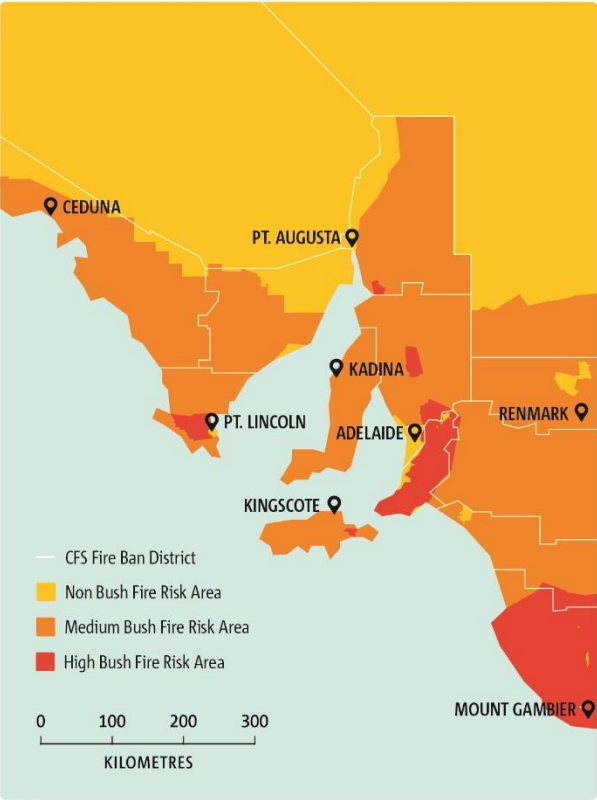 CEDUNA
PT. AUGUSTA
KADINA
PT. LINCOLN
ADELAIDE
RENMARK
KINGSCOTE
CFS Fire Ban District
Non Bush Fire Risk Area
Medium Bush Fire Risk Area
High Bush Fire Risk Area
MOUNT GAMBIER
0 100 200 300
KILOMETRES